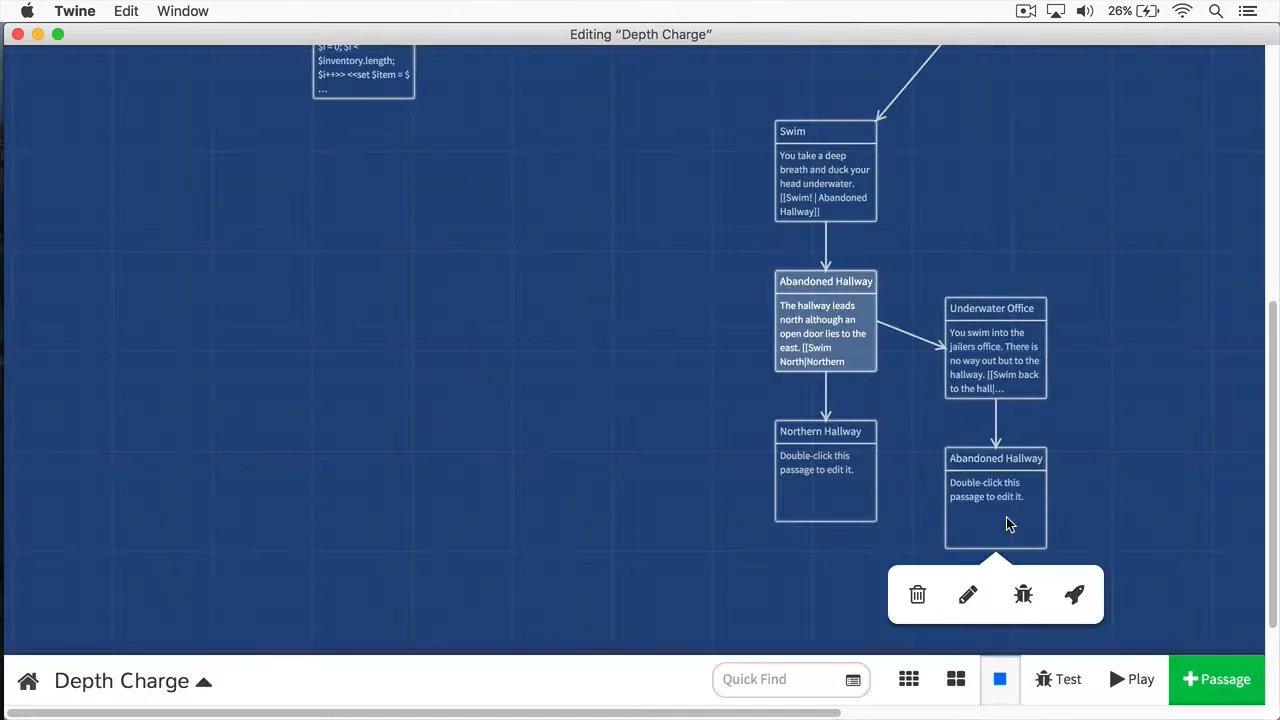 Twine Edit Window 26%
Editing “Depth Charge”
$i = 0; $i <
$inventory.length;
$i++>> <<set $item = $
…
Swim
You take a deep
breath and duck your
head underwater.
[[Swim! | Abandoned
Hallway]]
Abandoned Hallway
The hallway leads
north although an
open door lies to the
east. [[Swim
North|Northern
Underwater Office
You swim into the
jailers office. There is
no way out but to the
hallway. [[Swim back
to the hall|…
Northern Hallway
Double-click this
passage to edit it.
Abandoned Hallway
Double-click this
passage to edit it.
Depth Charge
Quick Find
Test
Play
+Passage